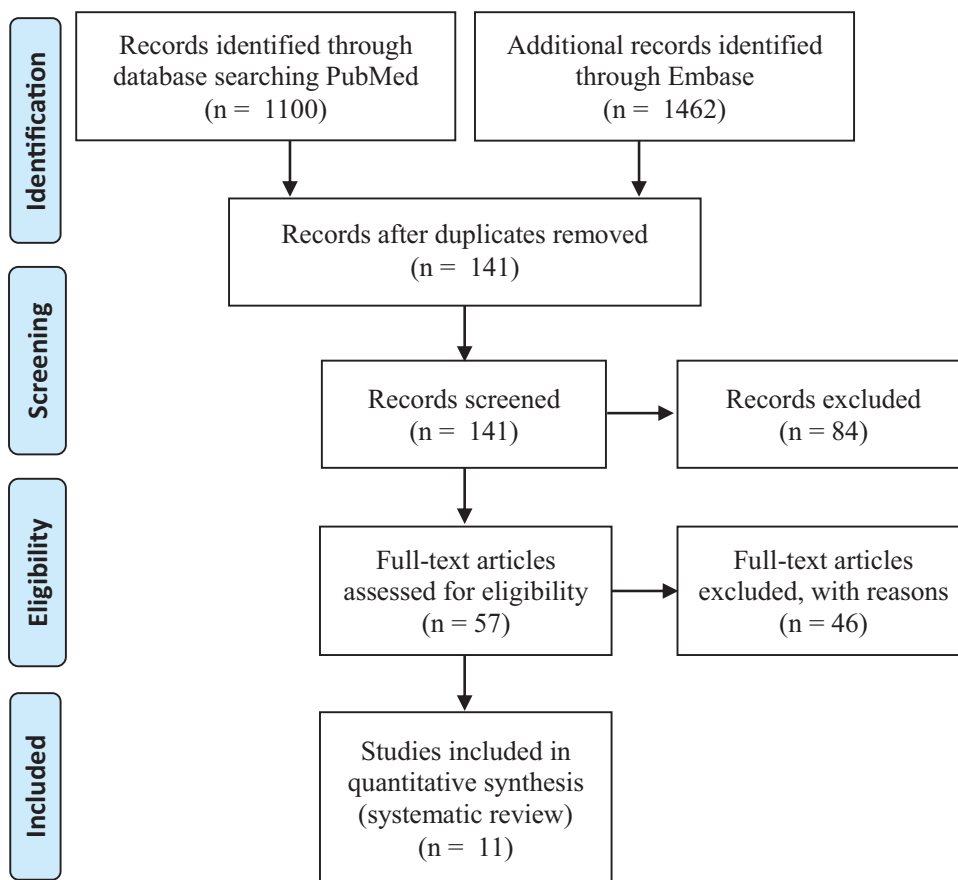 Identification
Records identified through
database searching PubMed
(n = 1100)
Additional records identified
through Embase
(n = 1462)
Records after duplicates removed
(n = 141)
Screening
Records screened
(n = 141)
Records excluded
(n = 84)
Eligibility
Full-text articles
assessed for eligibility
(n = 57)
Full-text articles
excluded, with reasons
(n = 46)
Included
Studies included in
quantitative synthesis
(systematic review)
(n = 11)